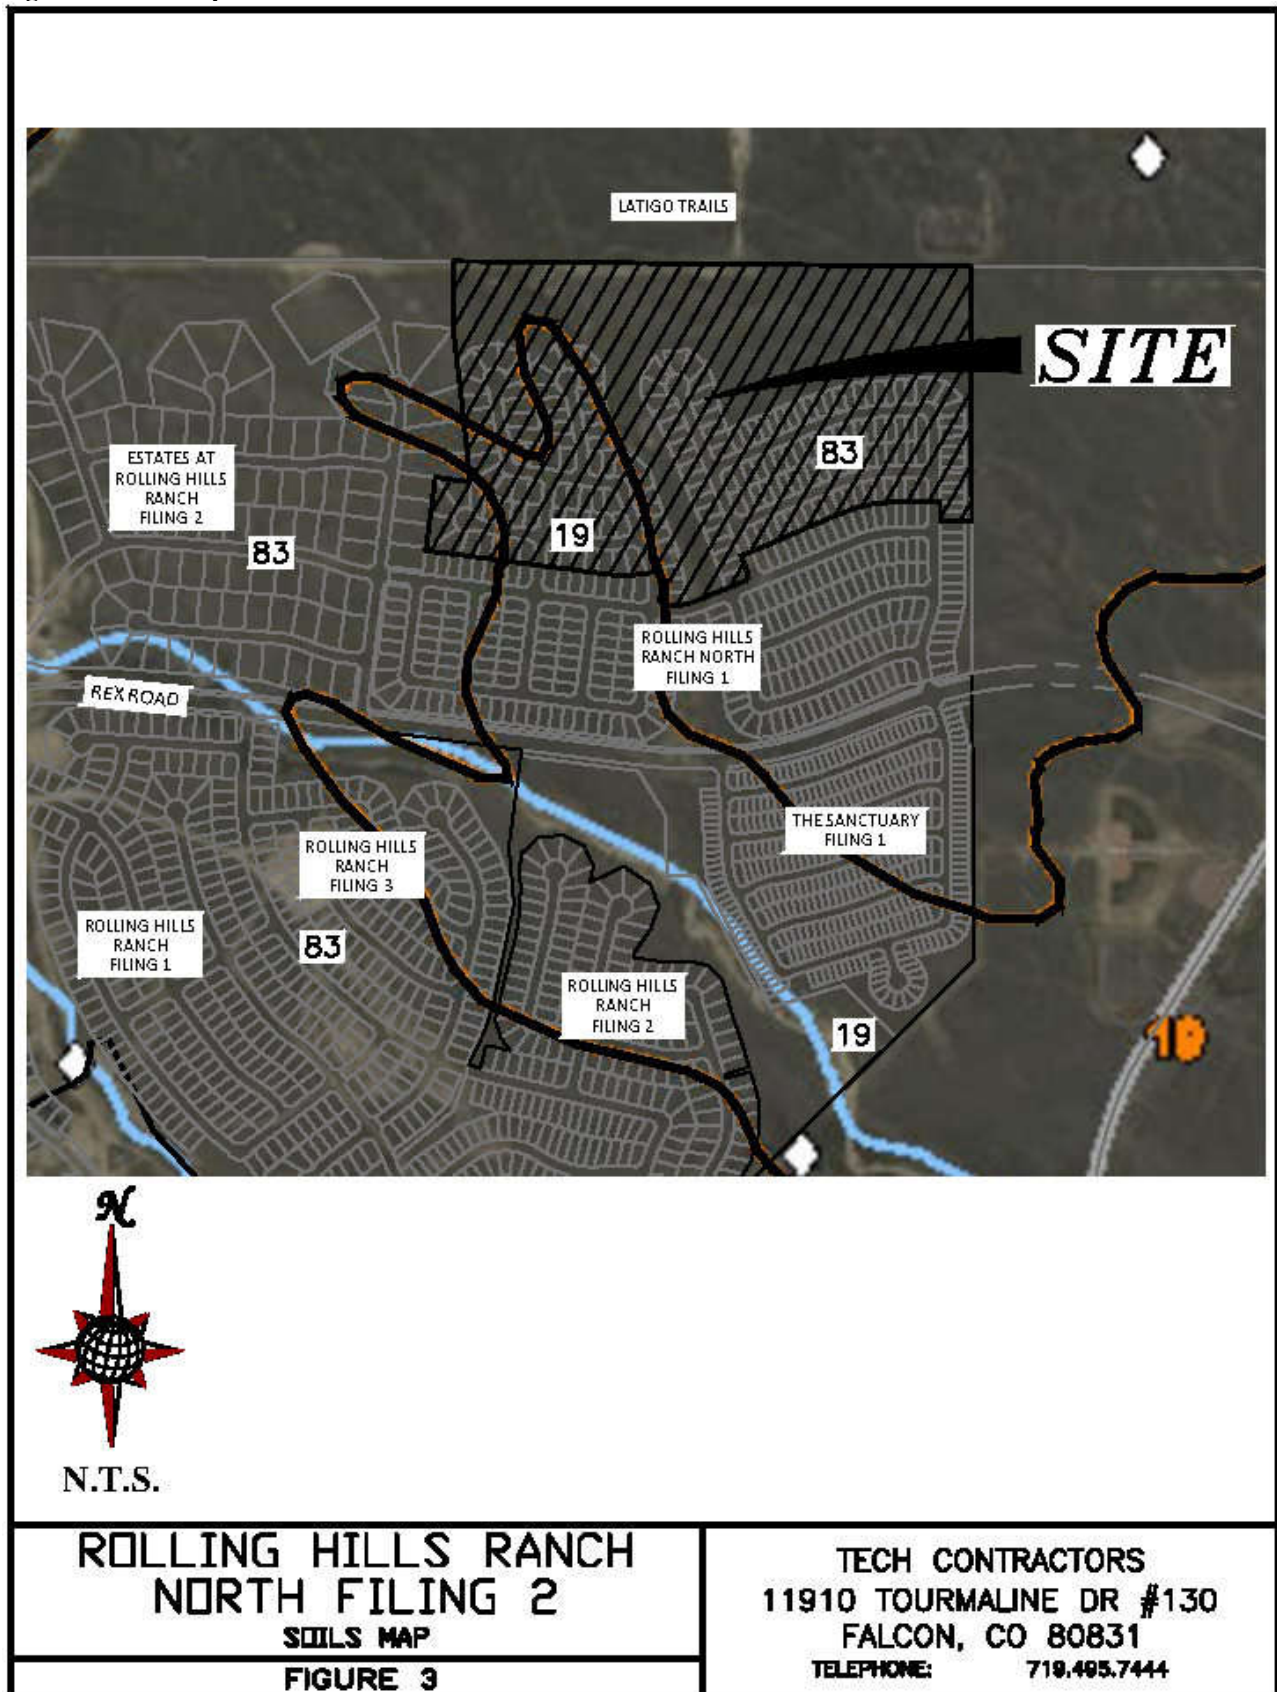 LATIGO TRAILS
SITE
83
ESTATES AT
ROLLING HILLS
RANCH
FILING 2
83
19
ROLLING HILLS
RANCH NORTH
FILING 1
REX ROAD
THE SANCTUARY
FILING 1
ROLLING HILLS
RANCH
FILING 3
ROLLING HILLS
RANCH
FILING 1
83
ROLLING HILLS
RANCH
FILING 2
19
19
N
N.T.S.
ROLLING HILLS RANCH
NORTH FILING 2
SOILS MAP
FIGURE 3
TECH CONTRACTORS
11910 TOURMALINE DR #130
FALCON, CO 80831
TELEPHONE: 719.495.7444